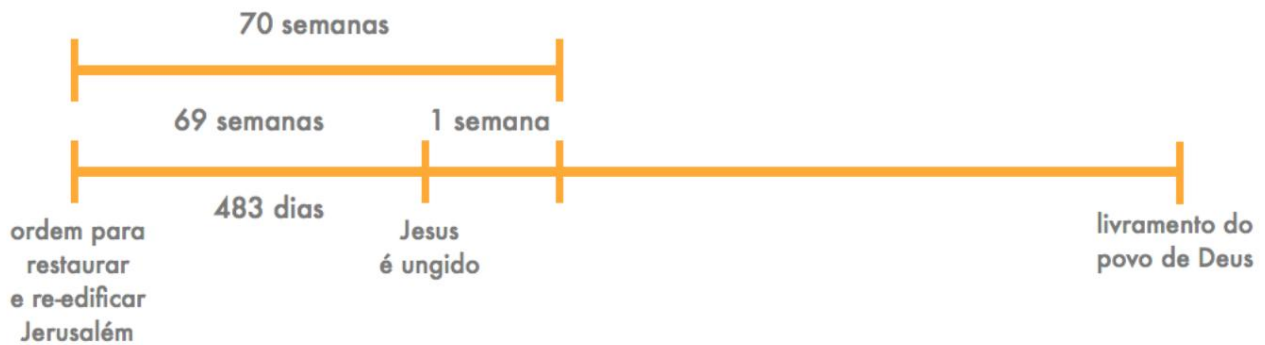 70 semanas
69 semanas
1 semana
483 dias
ordem para
restaurar
e re-edificar
Jerusalém
Jesus
é ungido
livramento do
povo de Deus